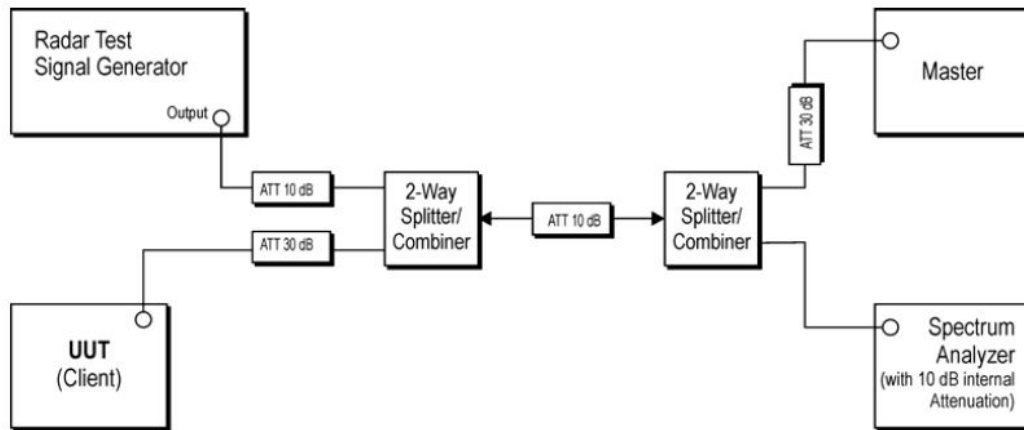 Radar Test
Signal Generator
Output
ATT 10 dB
ATT 30 dB
UUT
(Client)
2-Way
Splitter/
Combiner
ATT 10 dB
2-Way
Splitter/
Combiner
ATT 30 dB
Master
Spectrum
Analyzer
(with 10 dB internal
Attenuation)